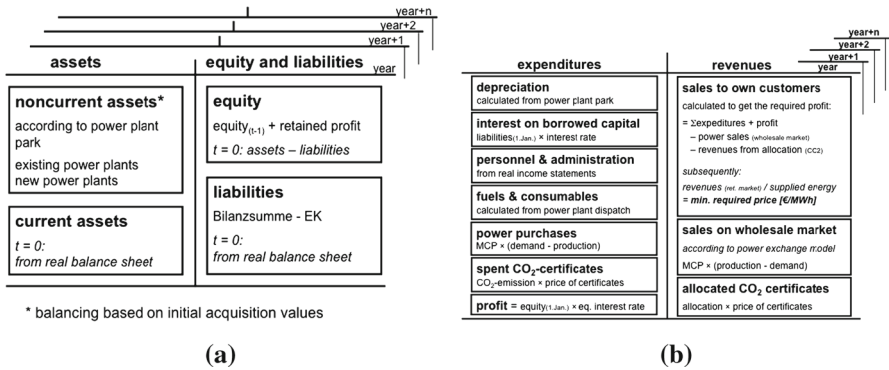 year+n
year+2
year+1
year
assets
equity and liabilities
noncurrent assets*
according to power plant
park
existing power plants
new power plants
current assets
t = 0:
from real balance sheet
equity
equity(t-1) + retained profit
t = 0: assets – liabilities
liabilities
Bilanzsumme - EK
t = 0:
from real balance sheet
* balancing based on initial acquisition values
(a)
year+n
year+2
year+1
year
expenditures
revenues
depreciation
calculated from power plant park
interest on borrowed capital
liabilities(1.Jan.) × interest rate
personnel & administration
from real income statements
fuels & consumables
calculated from power plant dispatch
power purchases
MCP × (demand - production)
spent CO2-certificates
CO2-emission × price of certificates
profit = equity(1.Jan.) × eq. interest rate
sales to own customers
calculated to get the required profit:
= Σexpeditures + profit
– power sales (wholesale market)
– revenues from allocation (CC2)
subsequently:
revenues (ret. market) / supplied energy
= min. required price [€/MWh]
sales on wholesale market
according to power exchange model
MCP × (production - demand)
allocated CO2 certificates
allocation × price of certificates
(b)